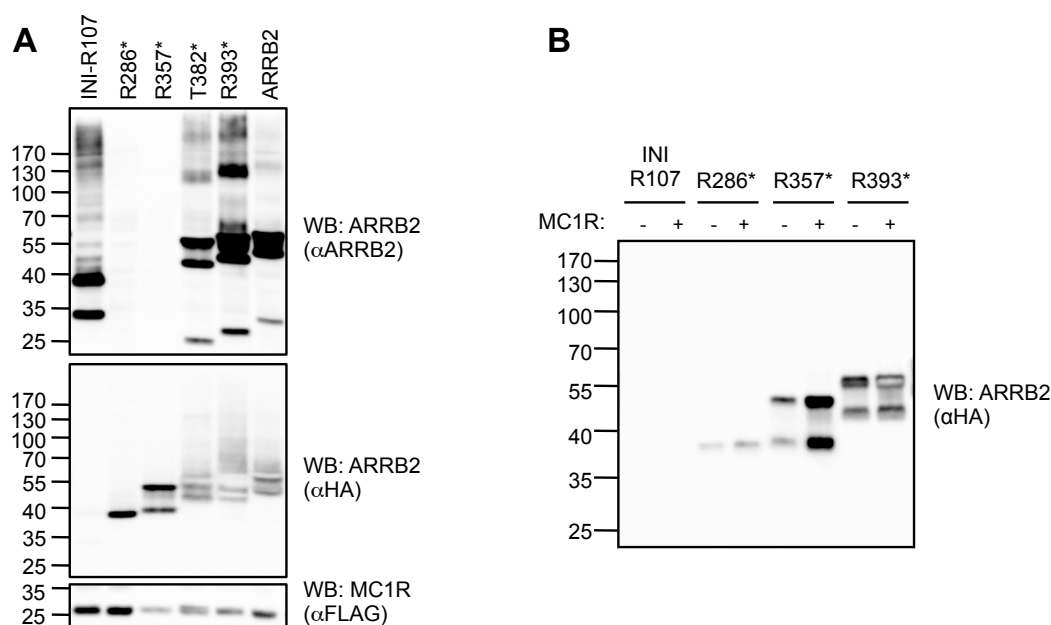 A
INI-R107
R286*
R357*
T382*
R393*
ARRB2
170
130
100
70
55
40
35
25
WB: ARRB2
(αARRB2)
170
130
100
70
55
40
35
25
WB: ARRB2
(αHA)
35
25
WB: MC1R
(αFLAG)
B
INI
R107
R286*
R357*
R393*
MC1R: - + - + - + - +
170
130
100
70
55
40
35
25
WB: ARRB2
(αHA)